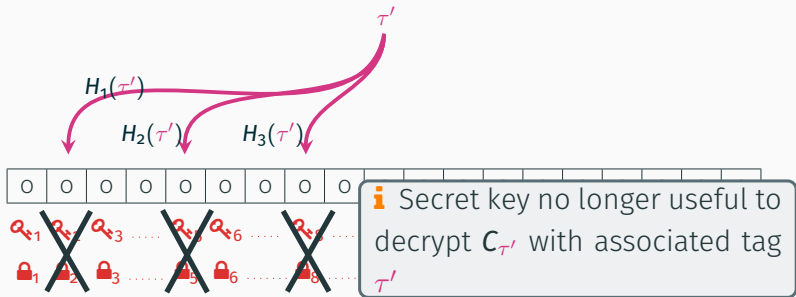 τ′
H₁(τ′)
H₂(τ′) H₃(τ′)
0 0 0 0 0 0 0 0 0
i Secret key no longer useful to
decrypt C_τ′ with associated tag
τ′
1 2 3 ..... 5 6 ..... 8
1 2 3 ..... 5 6 ..... 8